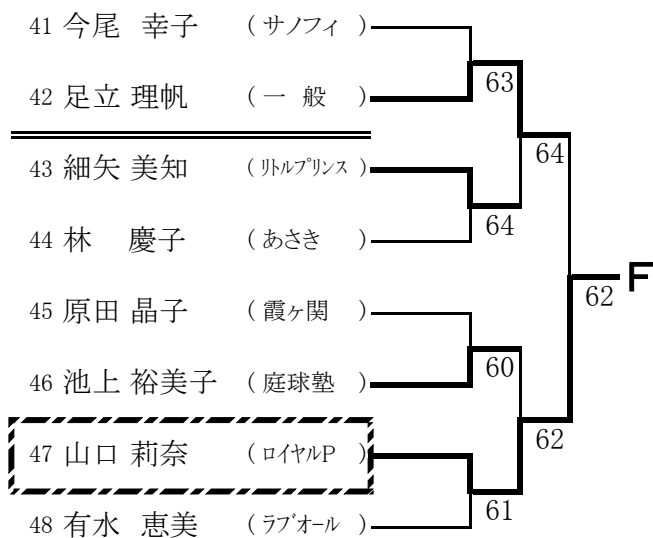 41 今尾 幸子 (サノフィ)
63
42 足立 理帆 (一 般)
64
43 細矢 美知 (リトルプリンス)
64
44 林 慶子 (あさき)
62 F
45 原田 晶子 (霞ヶ関)
60
46 池上 裕美子 (庭球塾)
62
47 山口 莉奈 (ロイヤルP)
61
48 有水 恵美 (ラブオール)